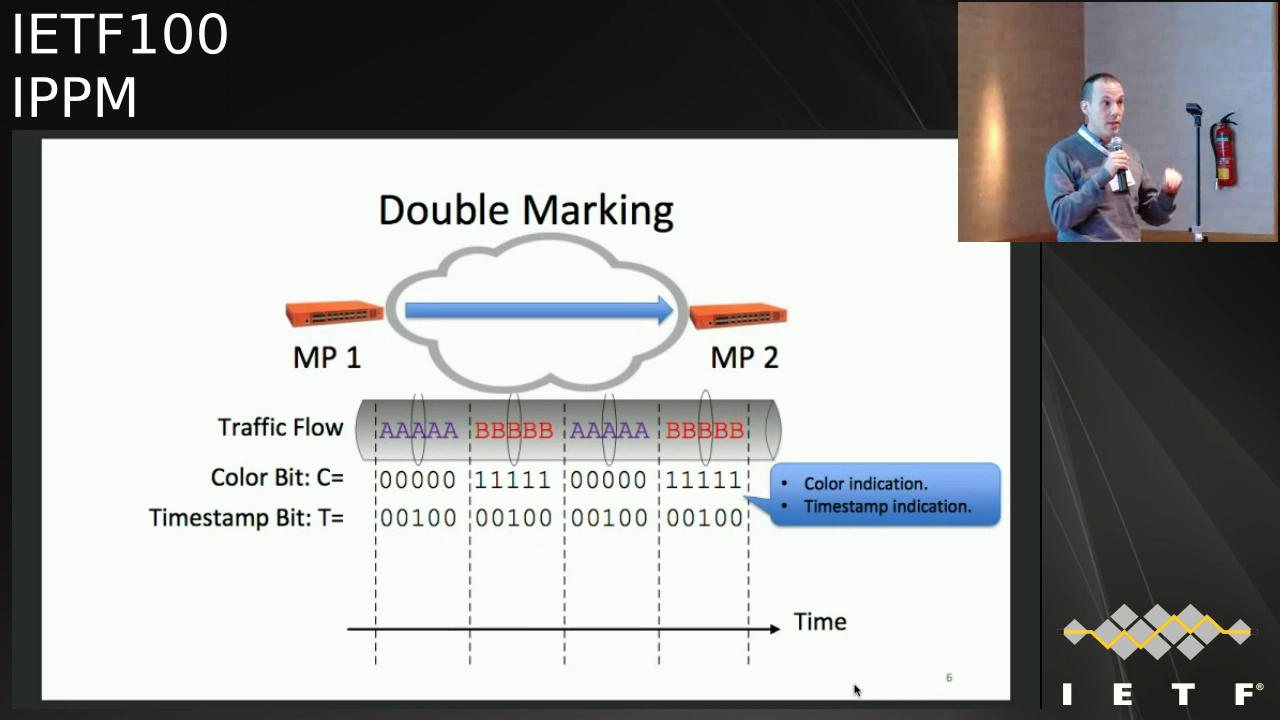 IETF100
IPPM
Double Marking
MP 1
MP 2
Traffic Flow
AAAAA BBBBB AAAAA BBBBB
Color Bit: C=
00000 11111 00000 11111
Timestamp Bit: T=
00100 00100 00100 00100
• Color indication.
• Timestamp indication.
Time
6
I E T F®